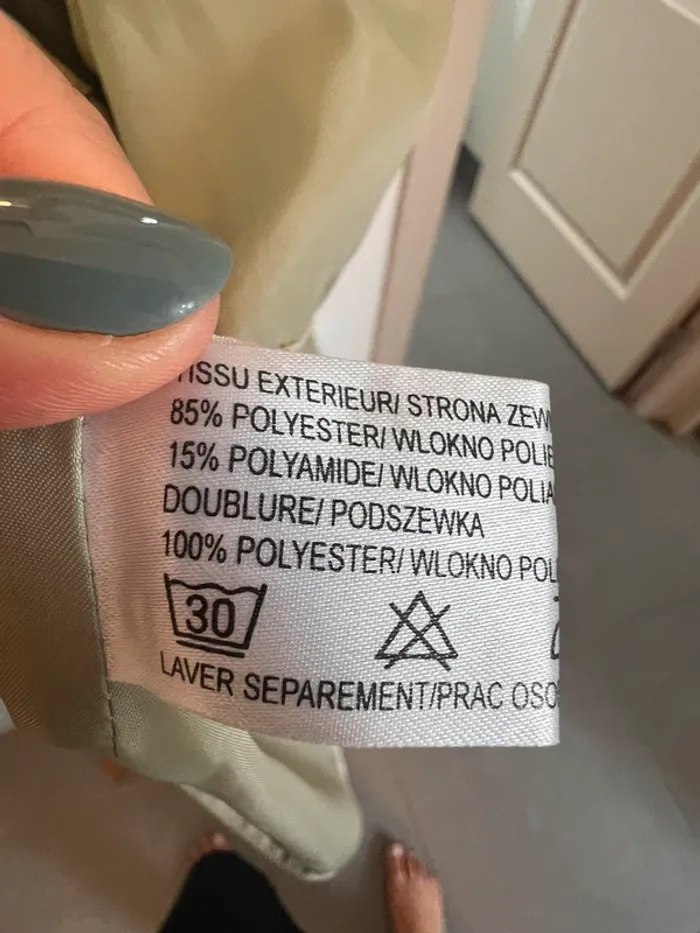 TISSU EXTERIEUR/ STRONA
85% POLYESTER/ WLOKNO
15% POLYAMIDE/ WLOKNO
DOUBLURE/ PODSZEWKA
100% POLYESTER/ WLOKNO
30
LAVER SEPAREMENT/PRAC